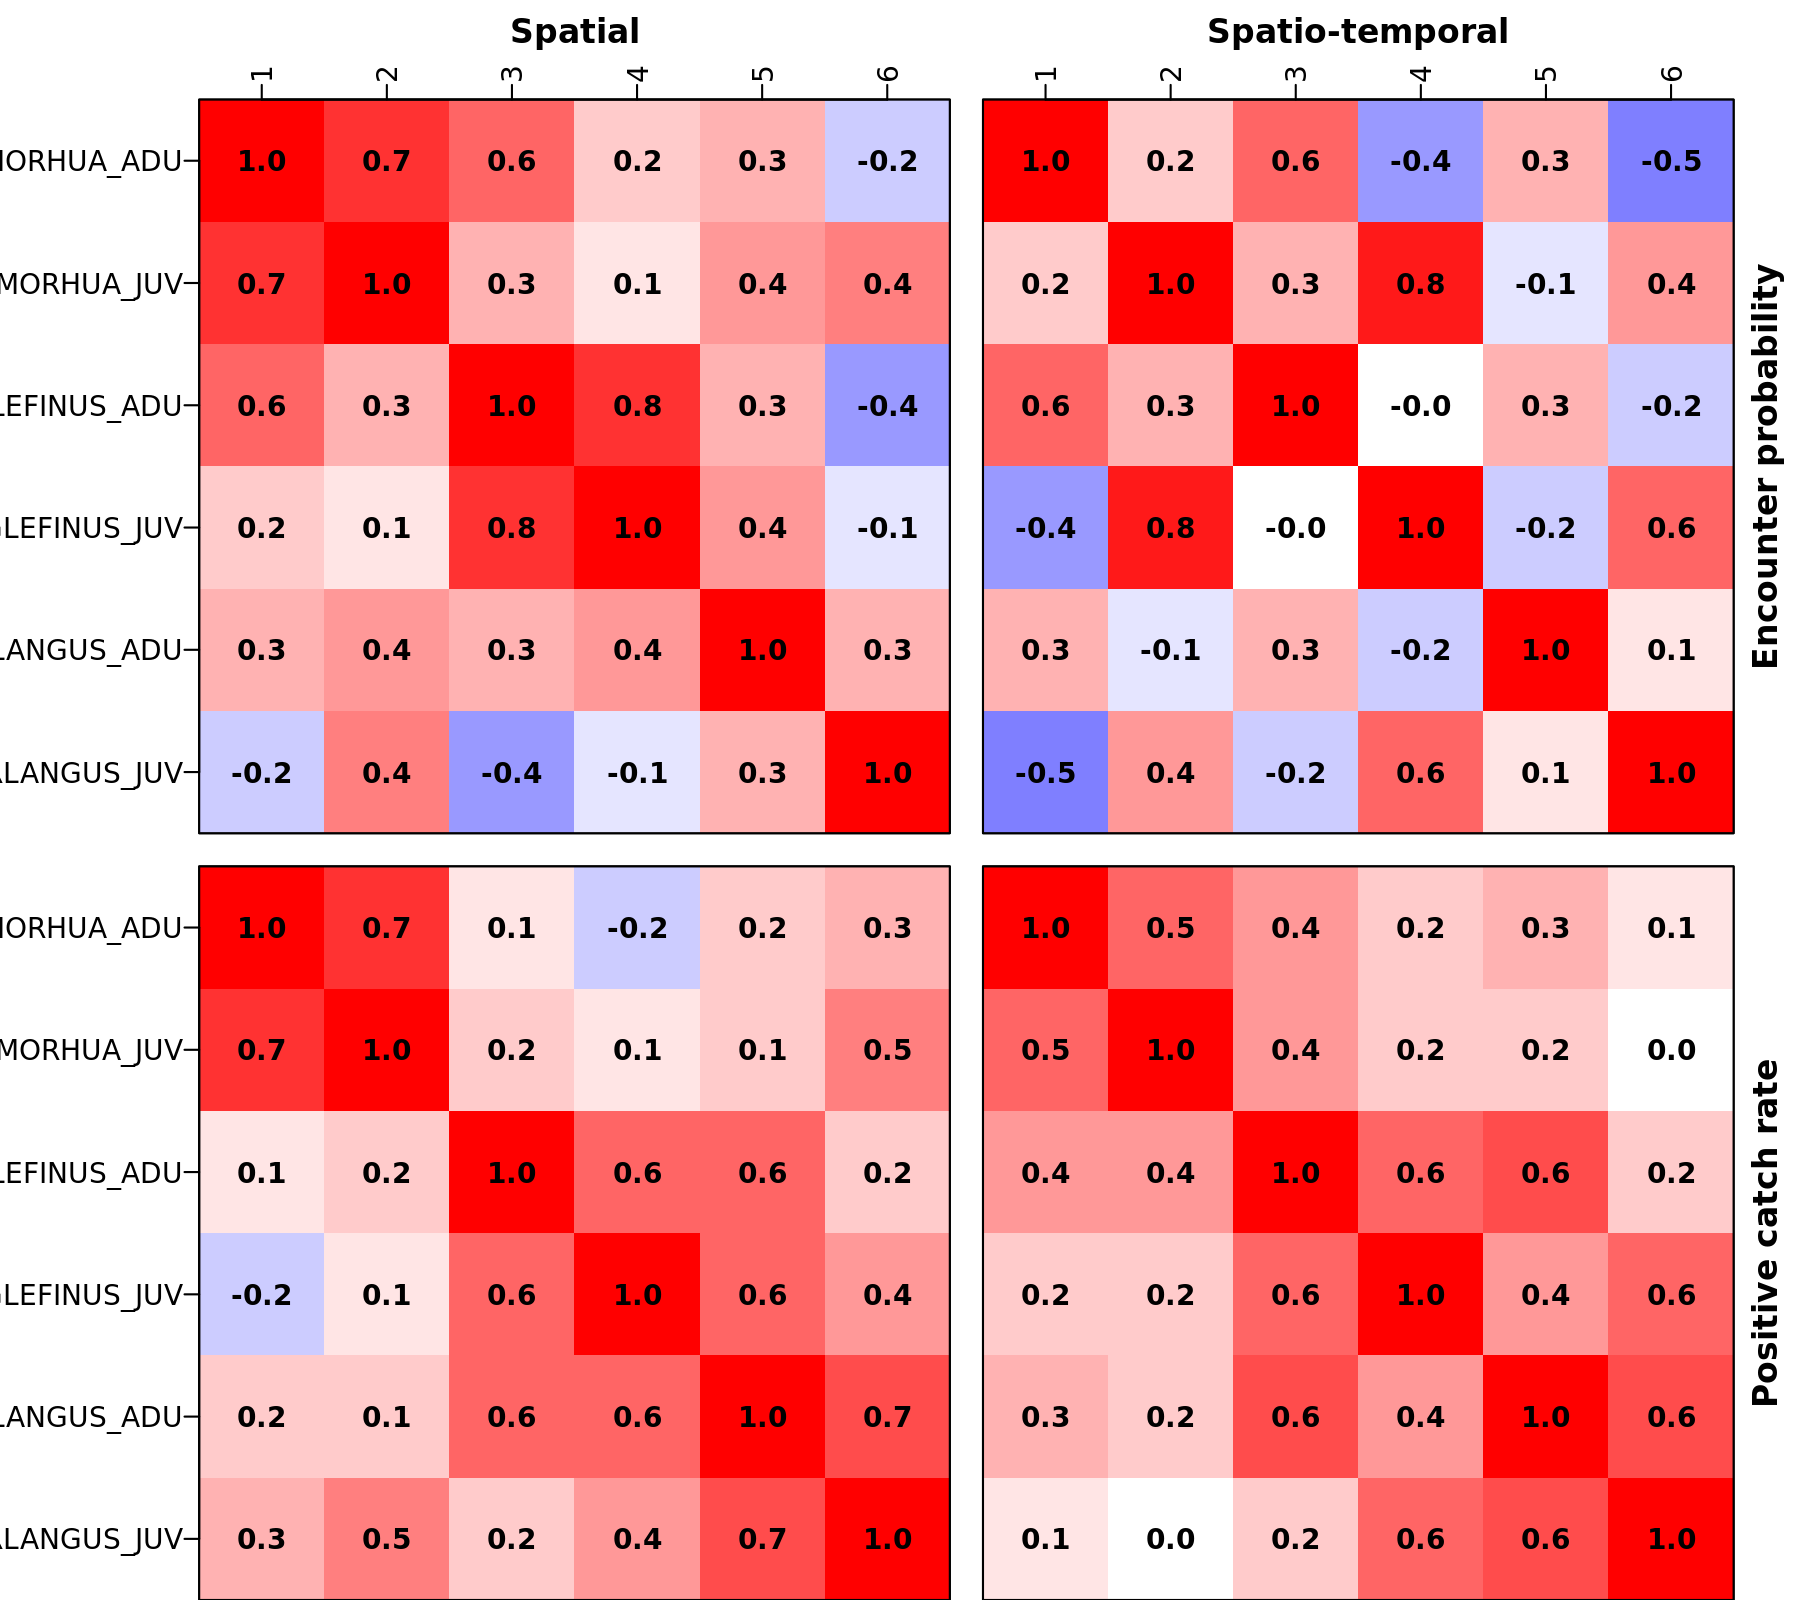 Spatial Spatio-temporal
1 2 3 4 5 6 1 2 3 4 5 6
ORHUA_ADU 1.0 0.7 0.6 0.2 0.3 -0.2 1.0 0.2 0.6 -0.4 0.3 -0.5
MORHUA_JUV 0.7 1.0 0.3 0.1 0.4 0.4 0.2 1.0 0.3 0.8 -0.1 0.4
LEFINUS_ADU 0.6 0.3 1.0 0.8 0.3 -0.4 0.6 0.3 1.0 -0.0 0.3 -0.2
LEFINUS_JUV 0.2 0.1 0.8 1.0 0.4 -0.1 -0.4 0.8 -0.0 1.0 -0.2 0.6
LANGUS_ADU 0.3 0.4 0.3 0.4 1.0 0.3 0.3 -0.1 0.3 -0.2 1.0 0.1
LANGUS_JUV -0.2 0.4 -0.4 -0.1 0.3 1.0 -0.5 0.4 -0.2 0.6 0.1 1.0
Encounter probability
ORHUA_ADU 1.0 0.7 0.1 -0.2 0.2 0.3 1.0 0.5 0.4 0.2 0.3 0.1
MORHUA_JUV 0.7 1.0 0.2 0.1 0.1 0.5 0.5 1.0 0.4 0.2 0.2 0.0
LEFINUS_ADU 0.1 0.2 1.0 0.6 0.6 0.2 0.4 0.4 1.0 0.6 0.6 0.2
LEFINUS_JUV -0.2 0.1 0.6 1.0 0.6 0.4 0.2 0.2 0.6 1.0 0.4 0.6
LANGUS_ADU 0.2 0.1 0.6 0.6 1.0 0.7 0.3 0.2 0.6 0.4 1.0 0.6
LANGUS_JUV 0.3 0.5 0.2 0.4 0.7 1.0 0.1 0.0 0.2 0.6 0.6 1.0
Positive catch rate